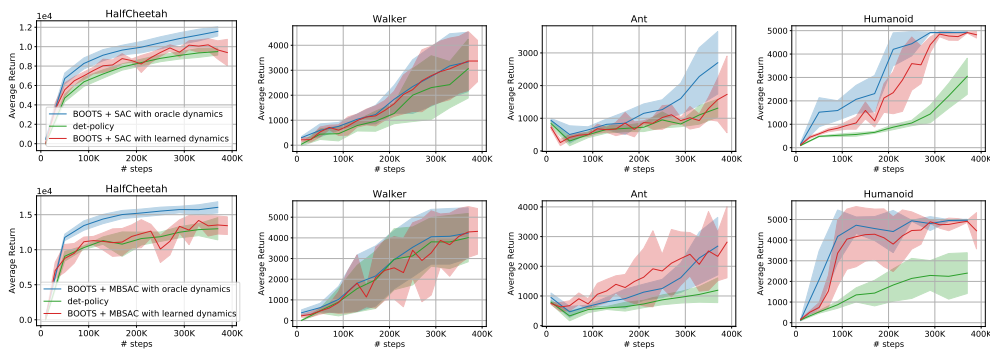 HalfCheetah
1e4
1.2
1.0
0.8
0.6
0.4
0.2
0.0
Average Return
BOOTS + SAC with oracle dynamics
det-policy
BOOTS + SAC with learned dynamics
0 100K 200K 300K 400K
# steps
Walker
4000
3000
2000
1000
0
Average Return
0 100K 200K 300K 400K
# steps
Ant
3000
2000
1000
0
Average Return
0 100K 200K 300K 400K
# steps
Humanoid
5000
4000
3000
2000
1000
0
Average Return
0 100K 200K 300K 400K
# steps
HalfCheetah
1e4
1.5
1.0
0.5
0.0
Average Return
BOOTS + MBSAC with oracle dynamics
det-policy
BOOTS + MBSAC with learned dynamics
0 100K 200K 300K 400K
# steps
Walker
5000
4000
3000
2000
1000
0
Average Return
0 100K 200K 300K 400K
# steps
Ant
4000
3000
2000
1000
0
Average Return
0 100K 200K 300K 400K
# steps
Humanoid
5000
4000
3000
2000
1000
0
Average Return
0 100K 200K 300K 400K
# steps